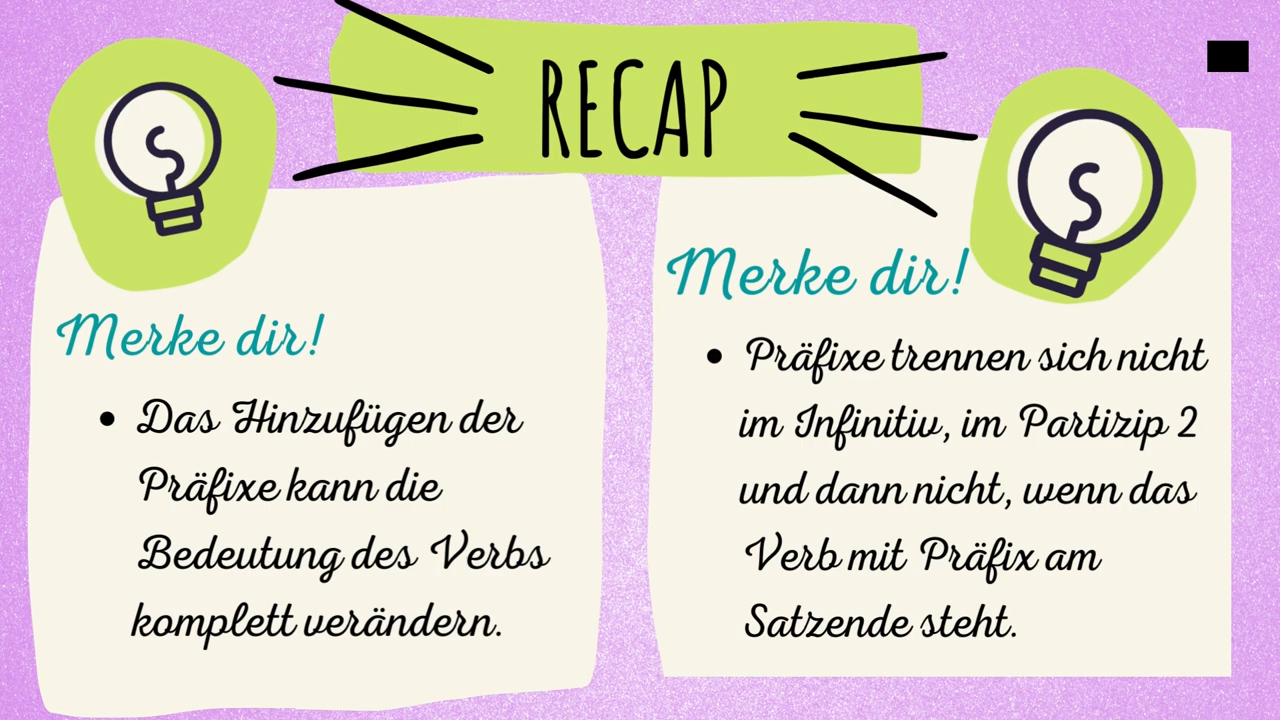 RECAP
Merke dir!
• Das Hinzufügen der
Präfixe kann die
Bedeutung des Verbs
komplett verändern.
Merke dir!
• Präfixe trennen sich nicht
im Infinitiv, im Partizip 2
und dann nicht, wenn das
Verb mit Präfix am
Satzende steht.